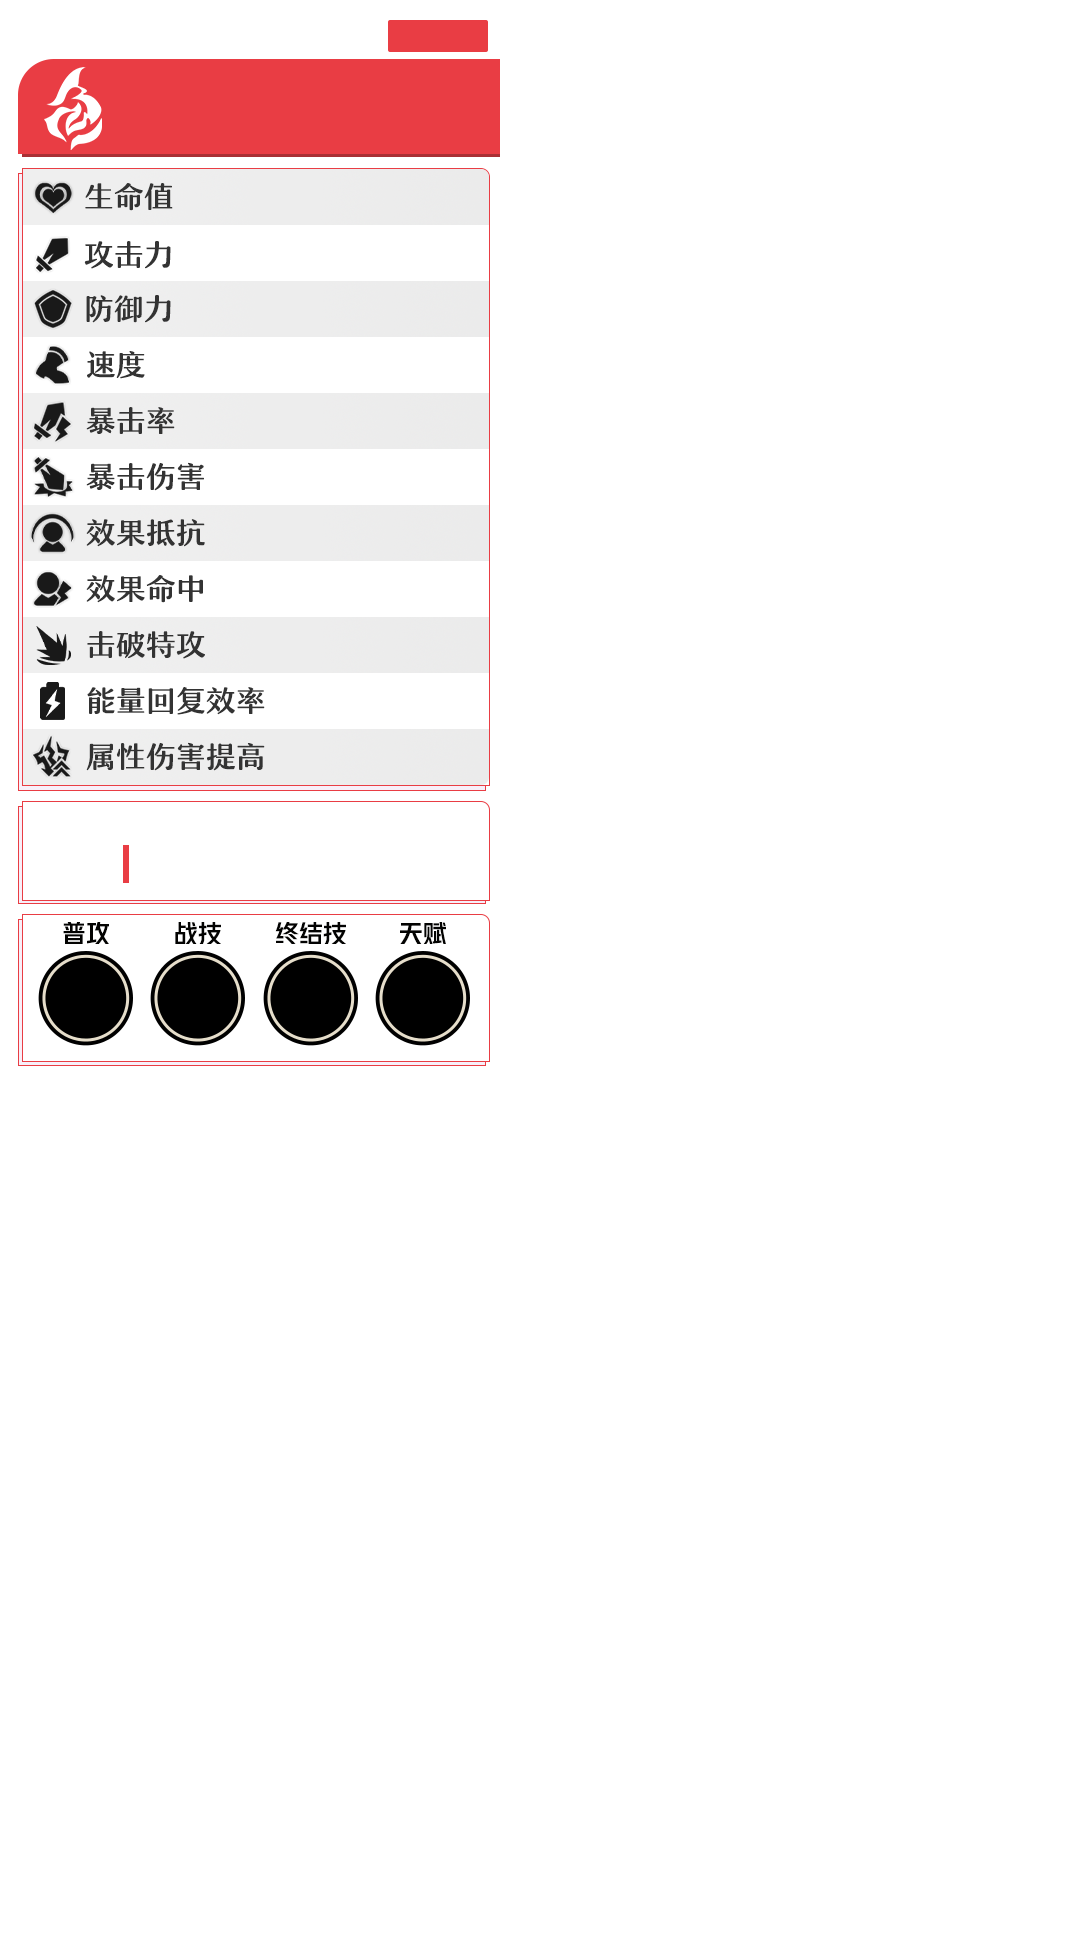 生命值
攻击力
防御力
速度
暴击率
暴击伤害
效果抵抗
效果命中
击破特攻
能量回复效率
属性伤害提高
普攻 战技 终结技 天赋